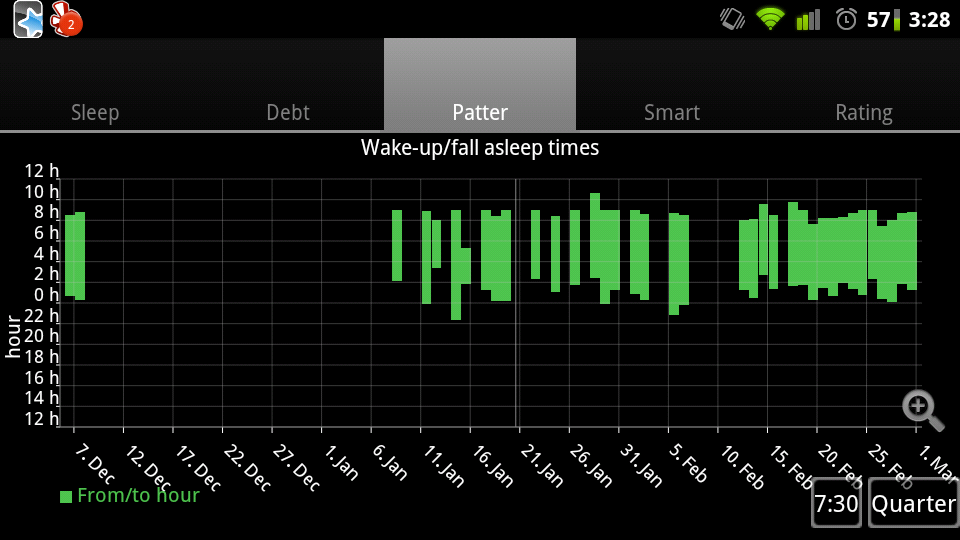 2
57 3:28
Sleep Debt Patter Smart Rating
Wake-up/fall asleep times
12 h
10 h
8 h
6 h
4 h
2 h
0 h
22 h
20 h
18 h
16 h
14 h
12 h
hour
7. Dec 12. Dec 17. Dec 22. Dec 27. Dec 1. Jan 6. Jan 11. Jan 16. Jan 21. Jan 26. Jan 31. Jan 5. Feb 10. Feb 15. Feb 20. Feb 25. Feb 1. Mar
From/to hour
7:30 Quarter